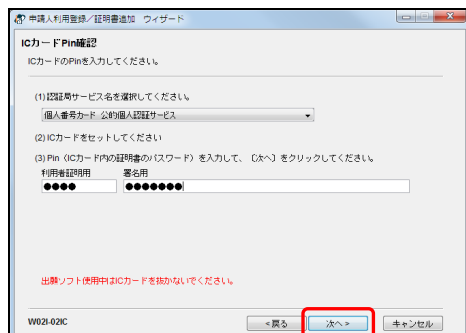 申請人利用登録／証明書追加 ウィザード
ICカードPin確認
ICカードのPinを入力してください。
(1)認証局サービス名を選択してください。
個人番号カード 公的個人認証サービス
(2)ICカードをセットしてください
(3)Pin（ICカード内の証明書のパスワード）を入力して、〔次へ〕をクリックしてください。
利用者証明用 署名用
●●●● ●●●●●●●
出願ソフト使用中はICカードを抜かないでください。
W02I-02IC <戻る 次へ> キャンセル